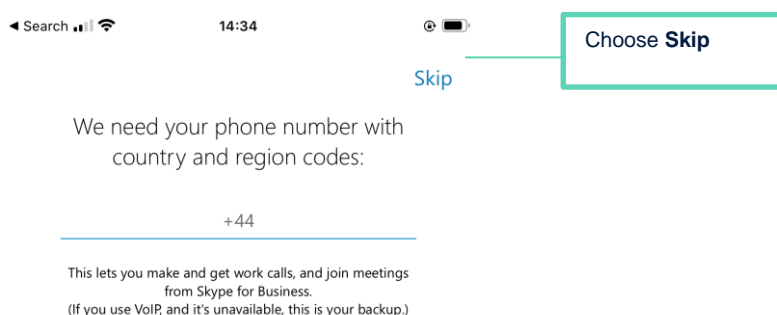 Search
14:34
Choose Skip
Skip
We need your phone number with
country and region codes:
+44
This lets you make and get work calls, and join meetings
from Skype for Business.
(If you use VoIP, and it's unavailable, this is your backup.)